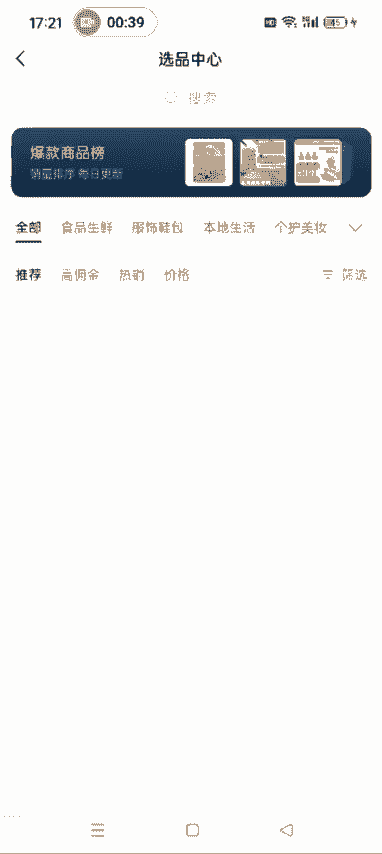 17:21 00:39 45
选品中心
搜索
爆款商品榜
销量排序 每日更新
全部 食品生鲜 服饰鞋包 本地生活 个护美妆
推荐 高佣金 热销 价格 筛选